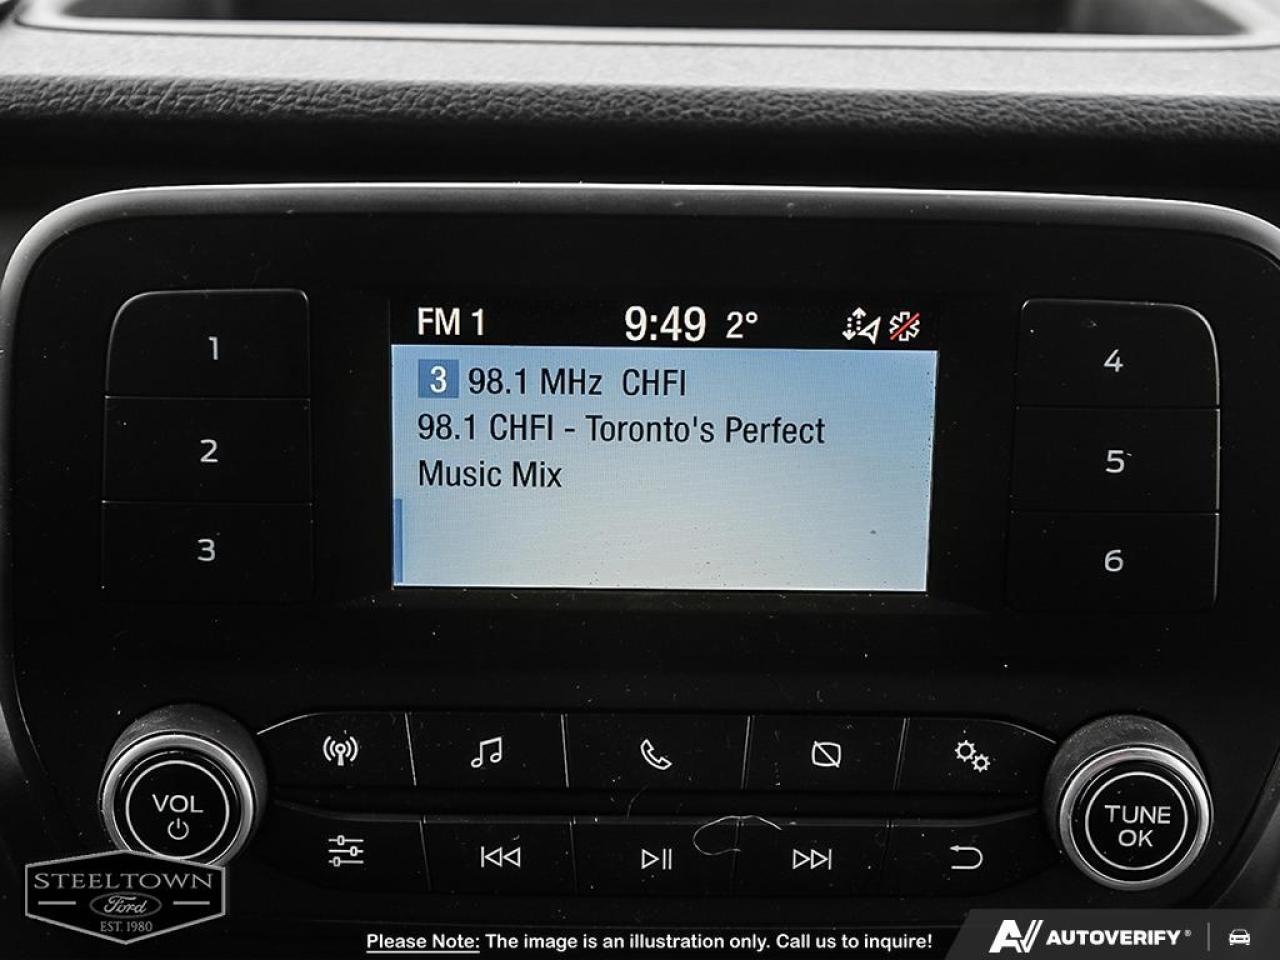 FM 1 9:49 2°
3 98.1 MHz CHFI
98.1 CHFI - Toronto's Perfect
Music Mix
1
2
3
4
5
6
VOL
TUNE
OK
STEELTOWN
Ford
EST. 1980
Please Note: The image is an illustration only. Call us to inquire!
AUTOVERIFY